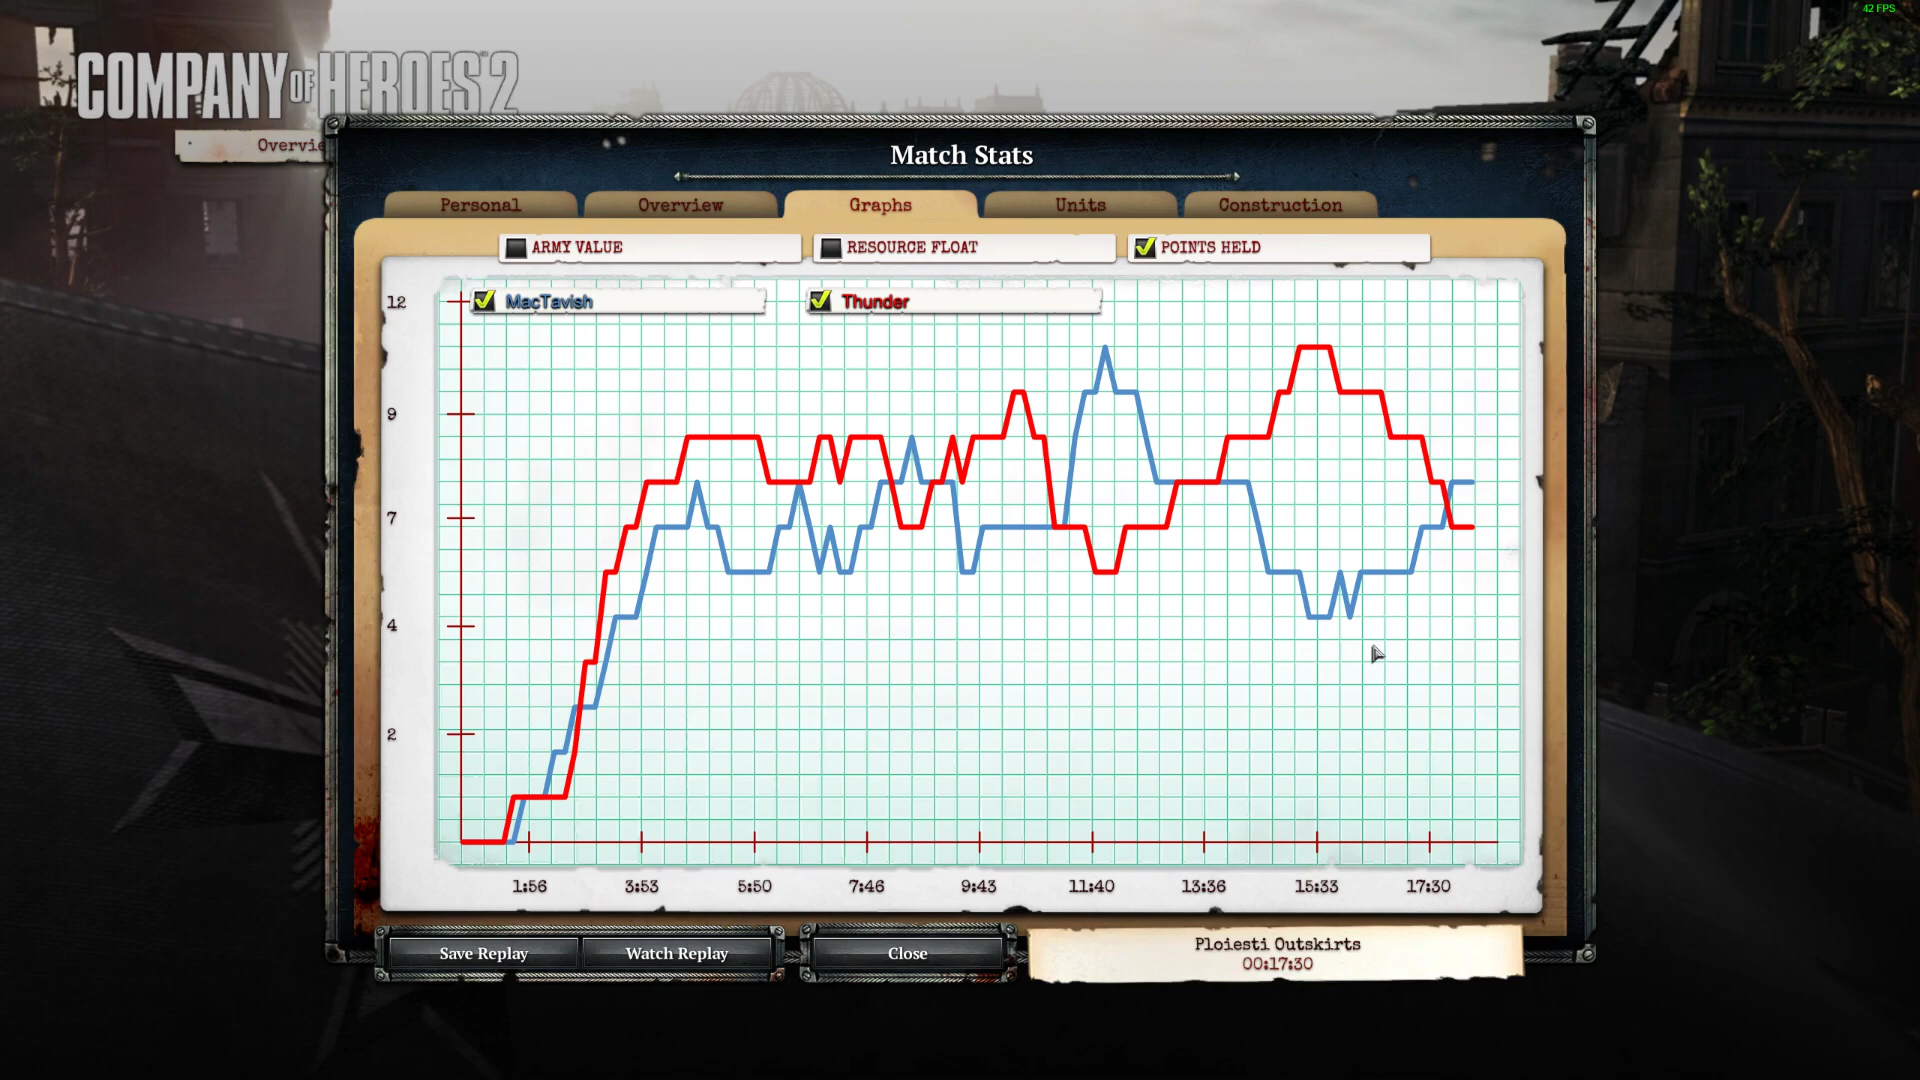 42 FPS
COMPANY OF HEROES 2
Match Stats
Personal
Overview
Graphs
Units
Construction
ARMY VALUE
RESOURCE FLOAT
POINTS HELD
MacTavish
Thunder
12
9
7
4
2
1:56
3:53
5:50
7:46
9:43
11:40
13:36
15:33
17:30
Save Replay
Watch Replay
Close
Ploiesti Outskirts
00:17:30